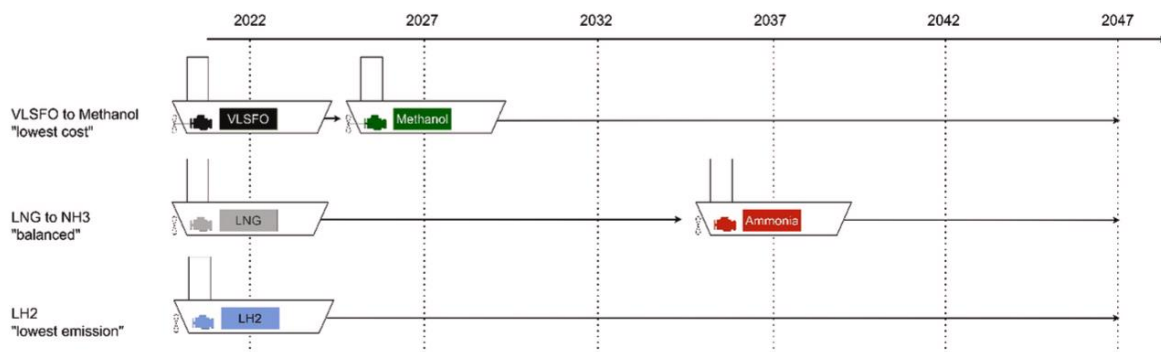 2022 2027 2032 2037 2042 2047
VLSFO to Methanol
"lowest cost"
VLSFO
Methanol
LNG to NH3
"balanced"
LNG
Ammonia
LH2
"lowest emission"
LH2